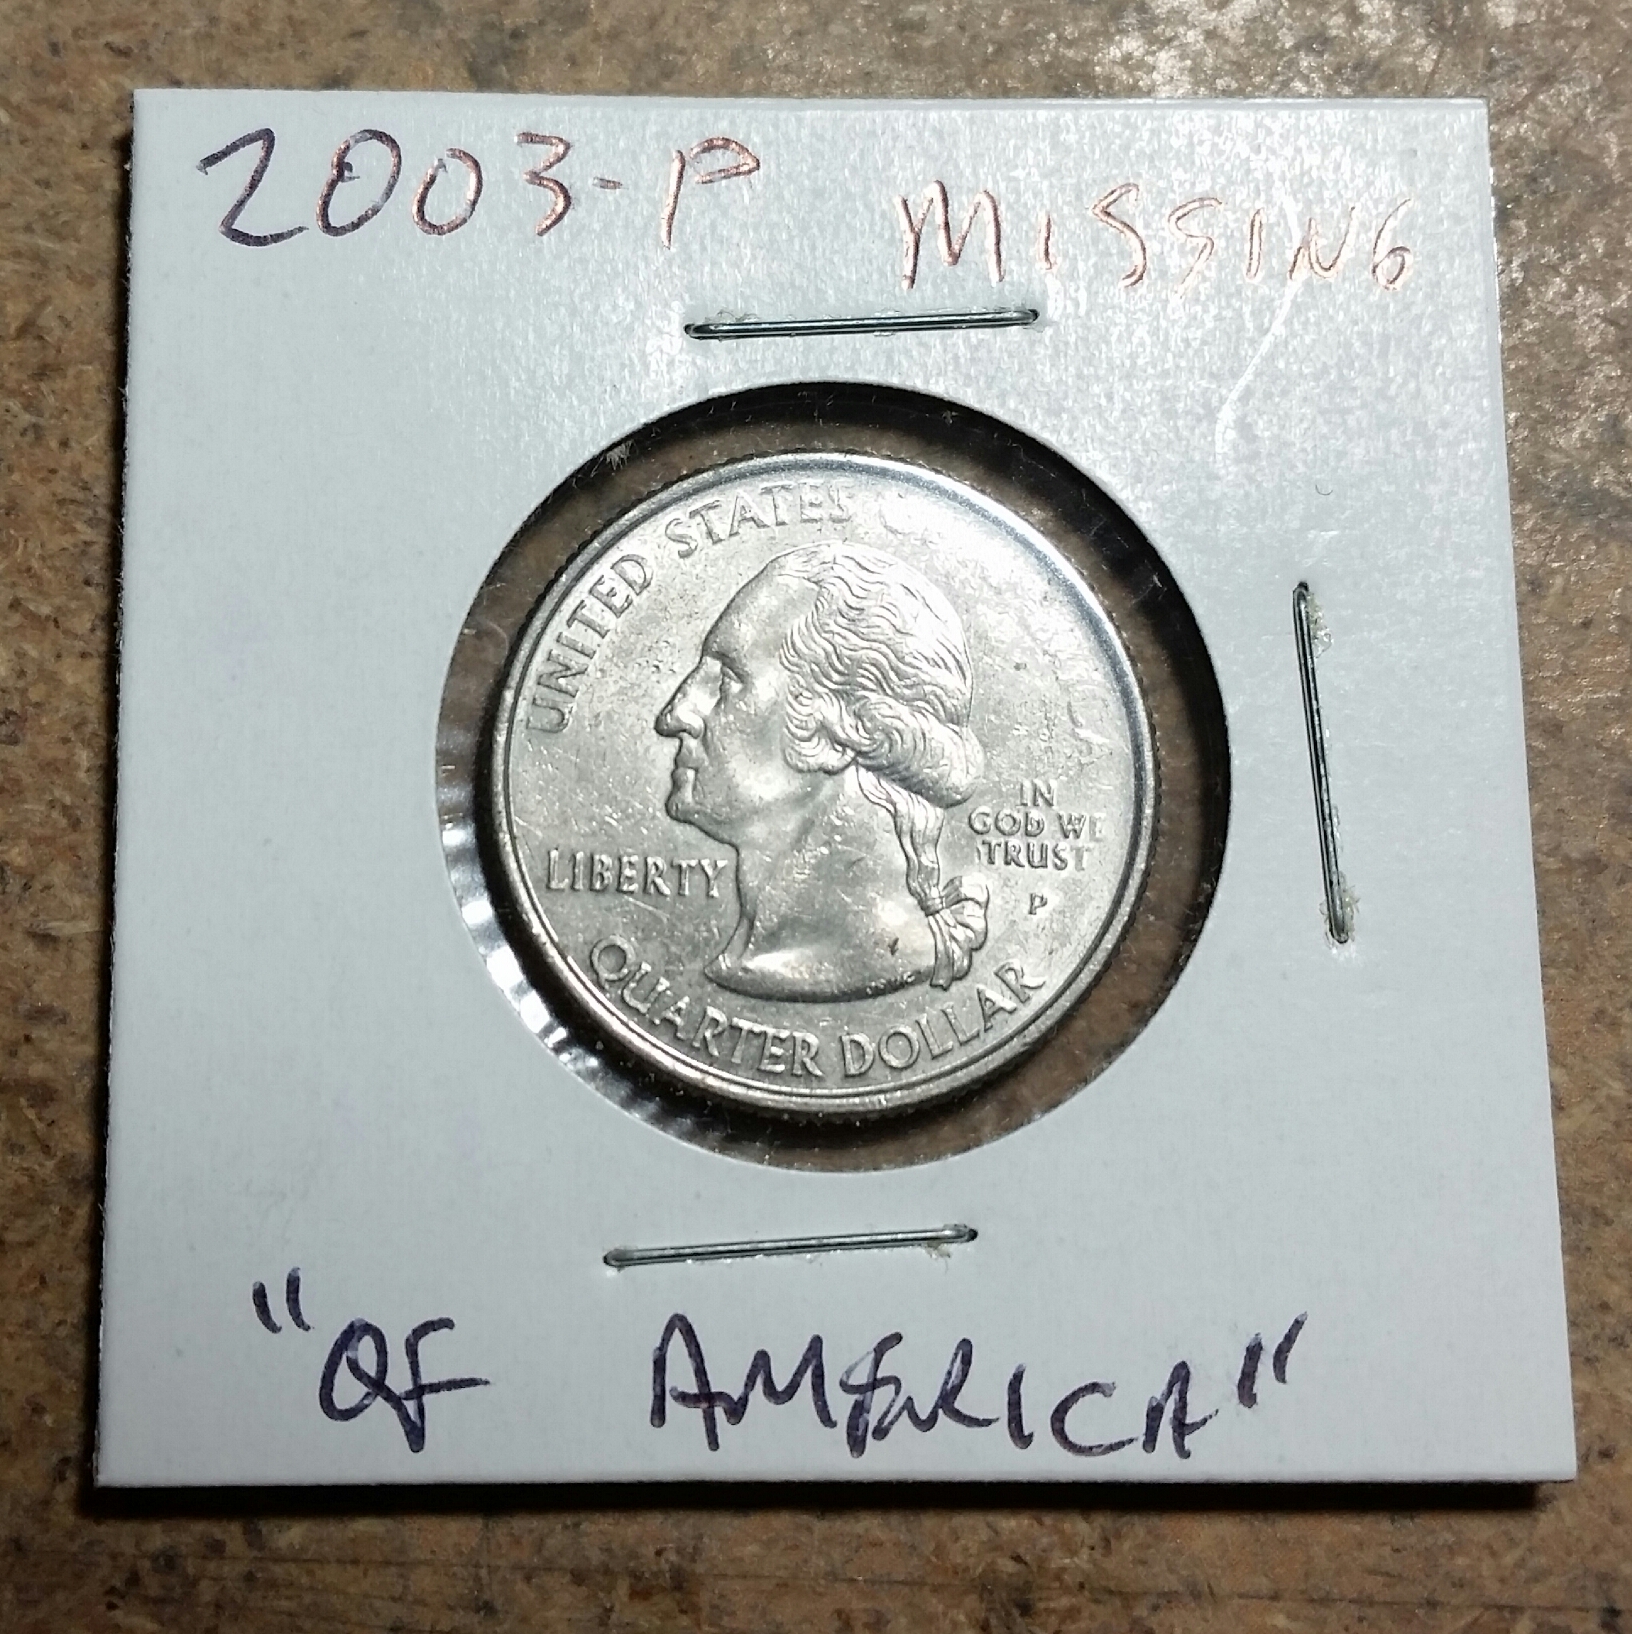 2003-P MISSING
UNITED STATES
IN
GOD WE
TRUST
LIBERTY
P
QUARTER DOLLAR
"OF AMERICA"